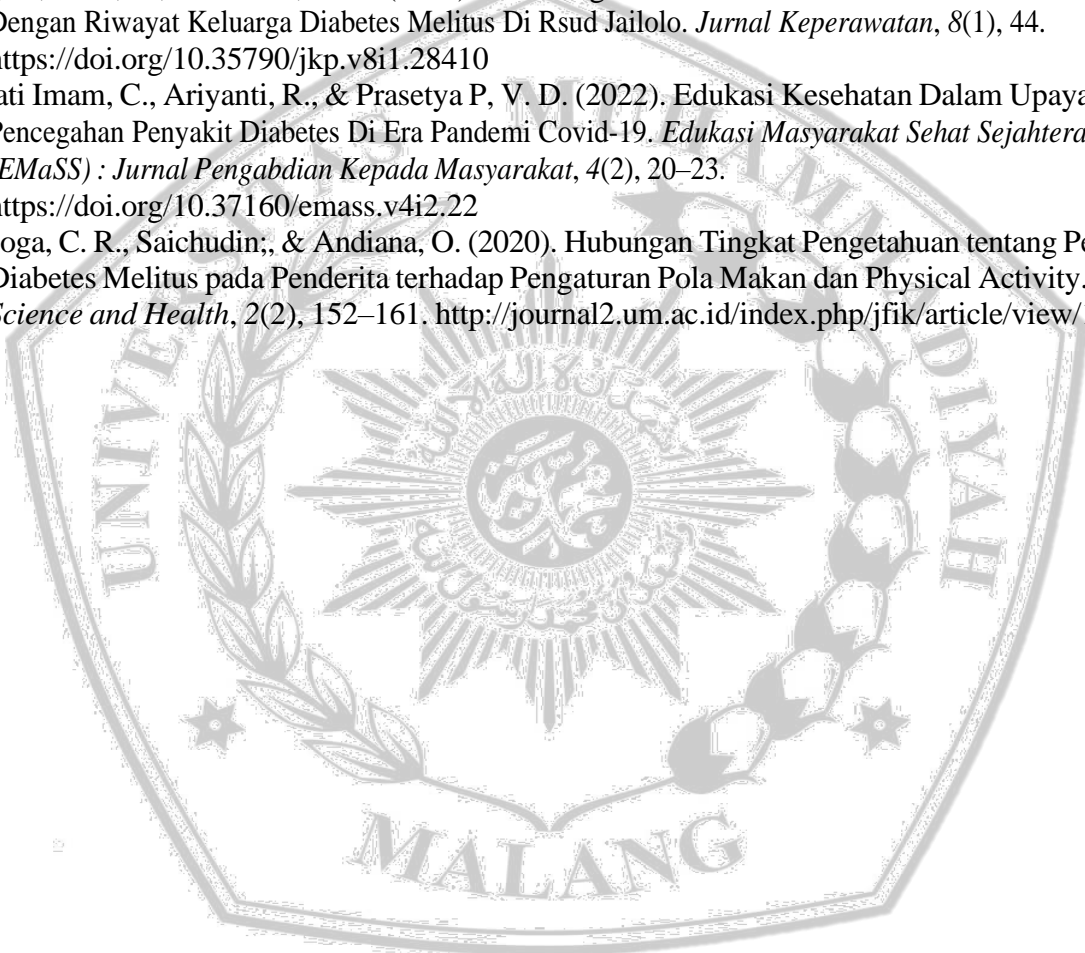 Dengan Riwayat Keluarga Diabetes Melitus Di Rsud Jailolo. Jurnal Keperawatan, 8(1), 44.
https://doi.org/10.35790/jkp.v8i1.28410
ati Imam, C., Ariyanti, R., & Prasetya P, V. D. (2022). Edukasi Kesehatan Dalam Upaya
Pencegahan Penyakit Diabetes Di Era Pandemi Covid-19. Edukasi Masyarakat Sehat Sejahtera
(EMaSS) : Jurnal Pengabdian Kepada Masyarakat, 4(2), 20–23.
https://doi.org/10.37160/emass.v4i2.22
oga, C. R., Saichudin;, & Andiana, O. (2020). Hubungan Tingkat Pengetahuan tentang Pe
Diabetes Melitus pada Penderita terhadap Pengaturan Pola Makan dan Physical Activity.
Science and Health, 2(2), 152–161. http://journal2.um.ac.id/index.php/jfik/article/view/
UNIVERSITAS MUHAMMADIYAH
MALANG